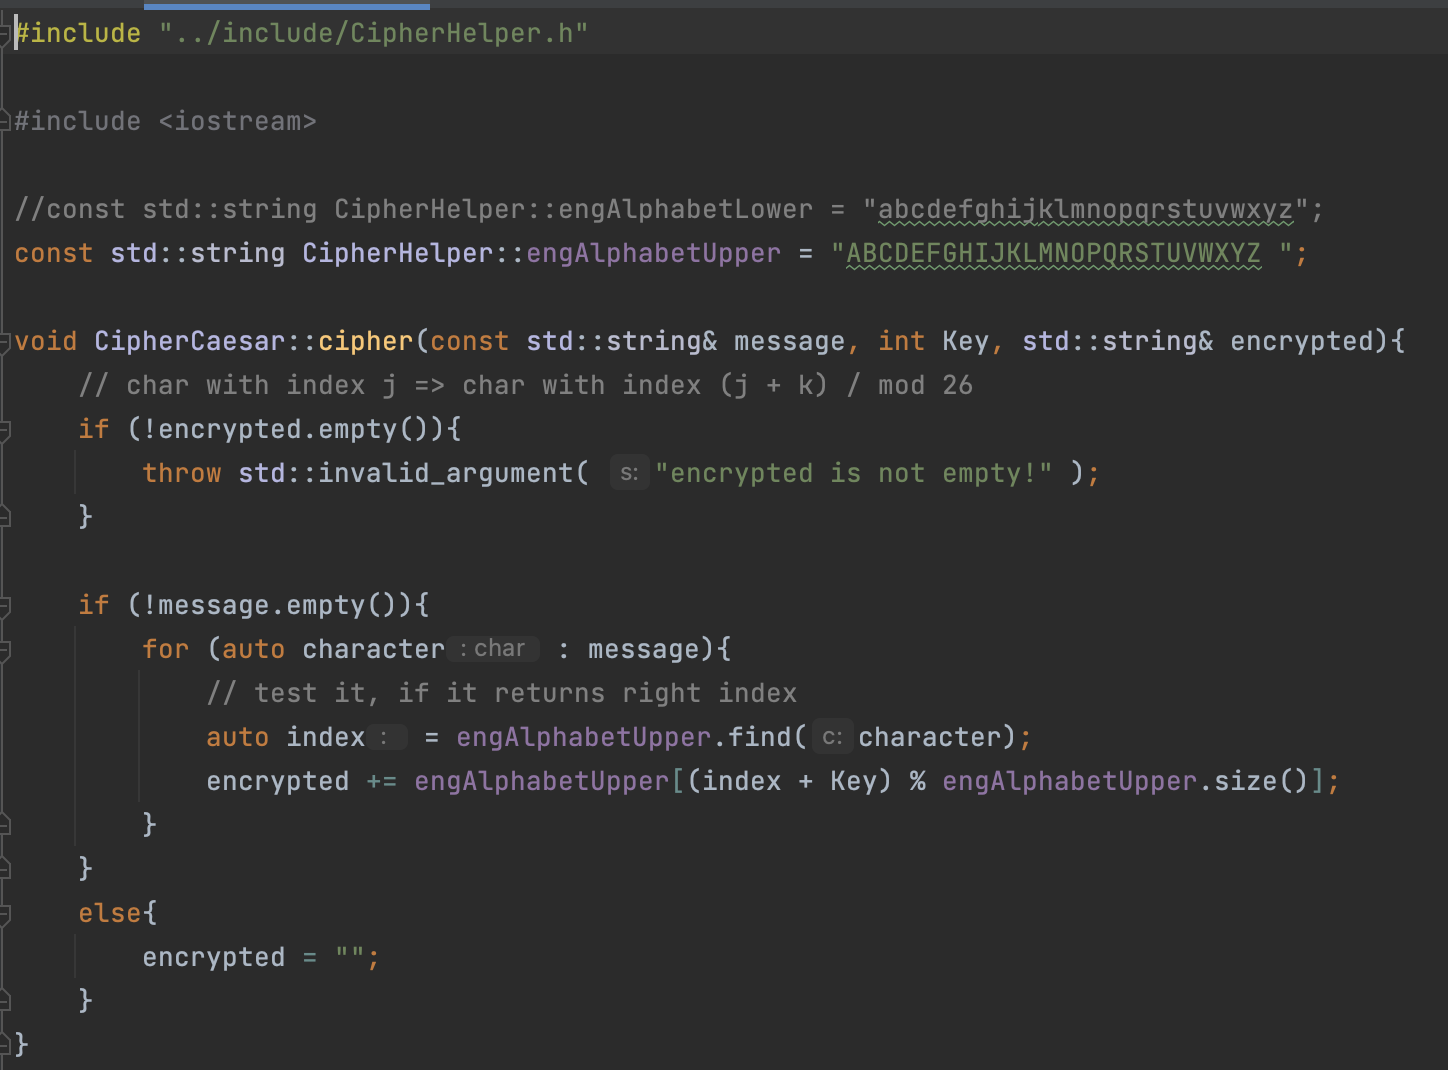 #include "../include/CipherHelper.h"
#include <iostream>
//const std::string CipherHelper::engAlphabetLower = "abcdefghijklmnopqrstuvwxyz";
const std::string CipherHelper::engAlphabetUpper = "ABCDEFGHIJKLMNOPQRSTUVWXYZ ";
void CipherCaesar::cipher(const std::string& message, int Key, std::string& encrypted){
// char with index j => char with index (j + k) / mod 26
if (!encrypted.empty()){
throw std::invalid_argument( s: "encrypted is not empty!" );
}
if (!message.empty()){
for (auto character : char : message){
// test it, if it returns right index
auto index : = engAlphabetUpper.find( c: character);
encrypted += engAlphabetUpper[(index + Key) % engAlphabetUpper.size()];
}
}
else{
encrypted = "";
}
}